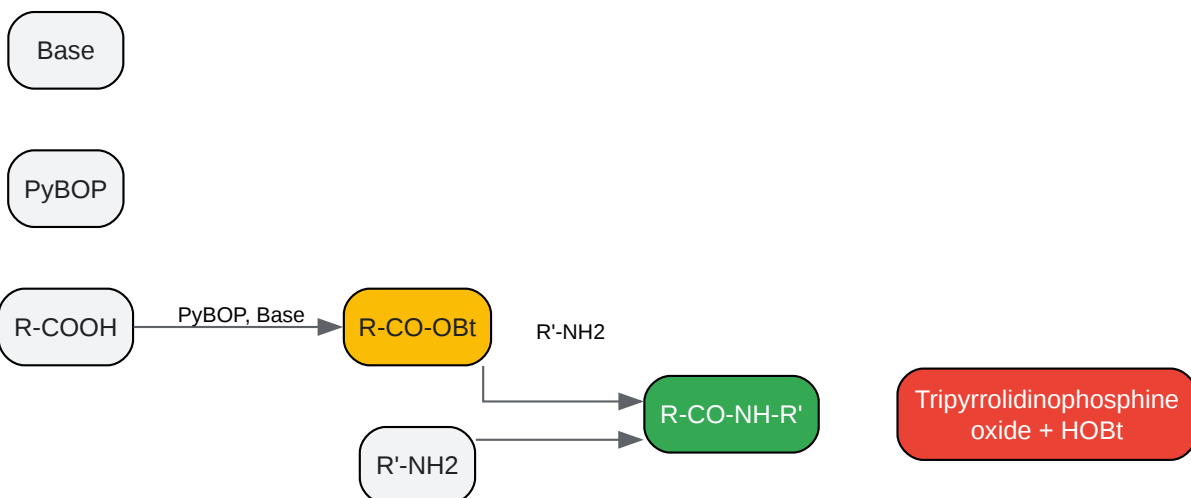 Base
PyBOP
R-COOH
PyBOP, Base
R-CO-OBt
R'-NH2
R-CO-NH-R'
Tripyrrolidinophosphine
oxide + HOBt
R'-NH2